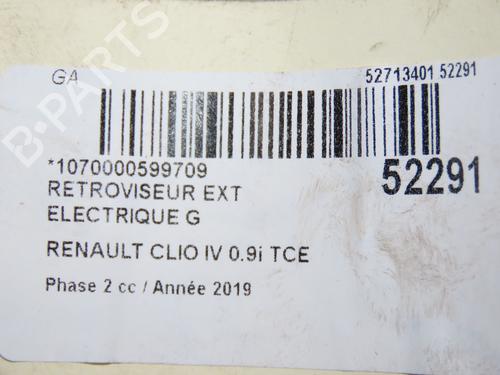 GA
52713401 52291
*1070000599709
52291
RETROVISEUR EXT
ELECTRIQUE G
RENAULT CLIO IV 0.9i TCE
Phase 2 cc / Année 2019
B-PARTS